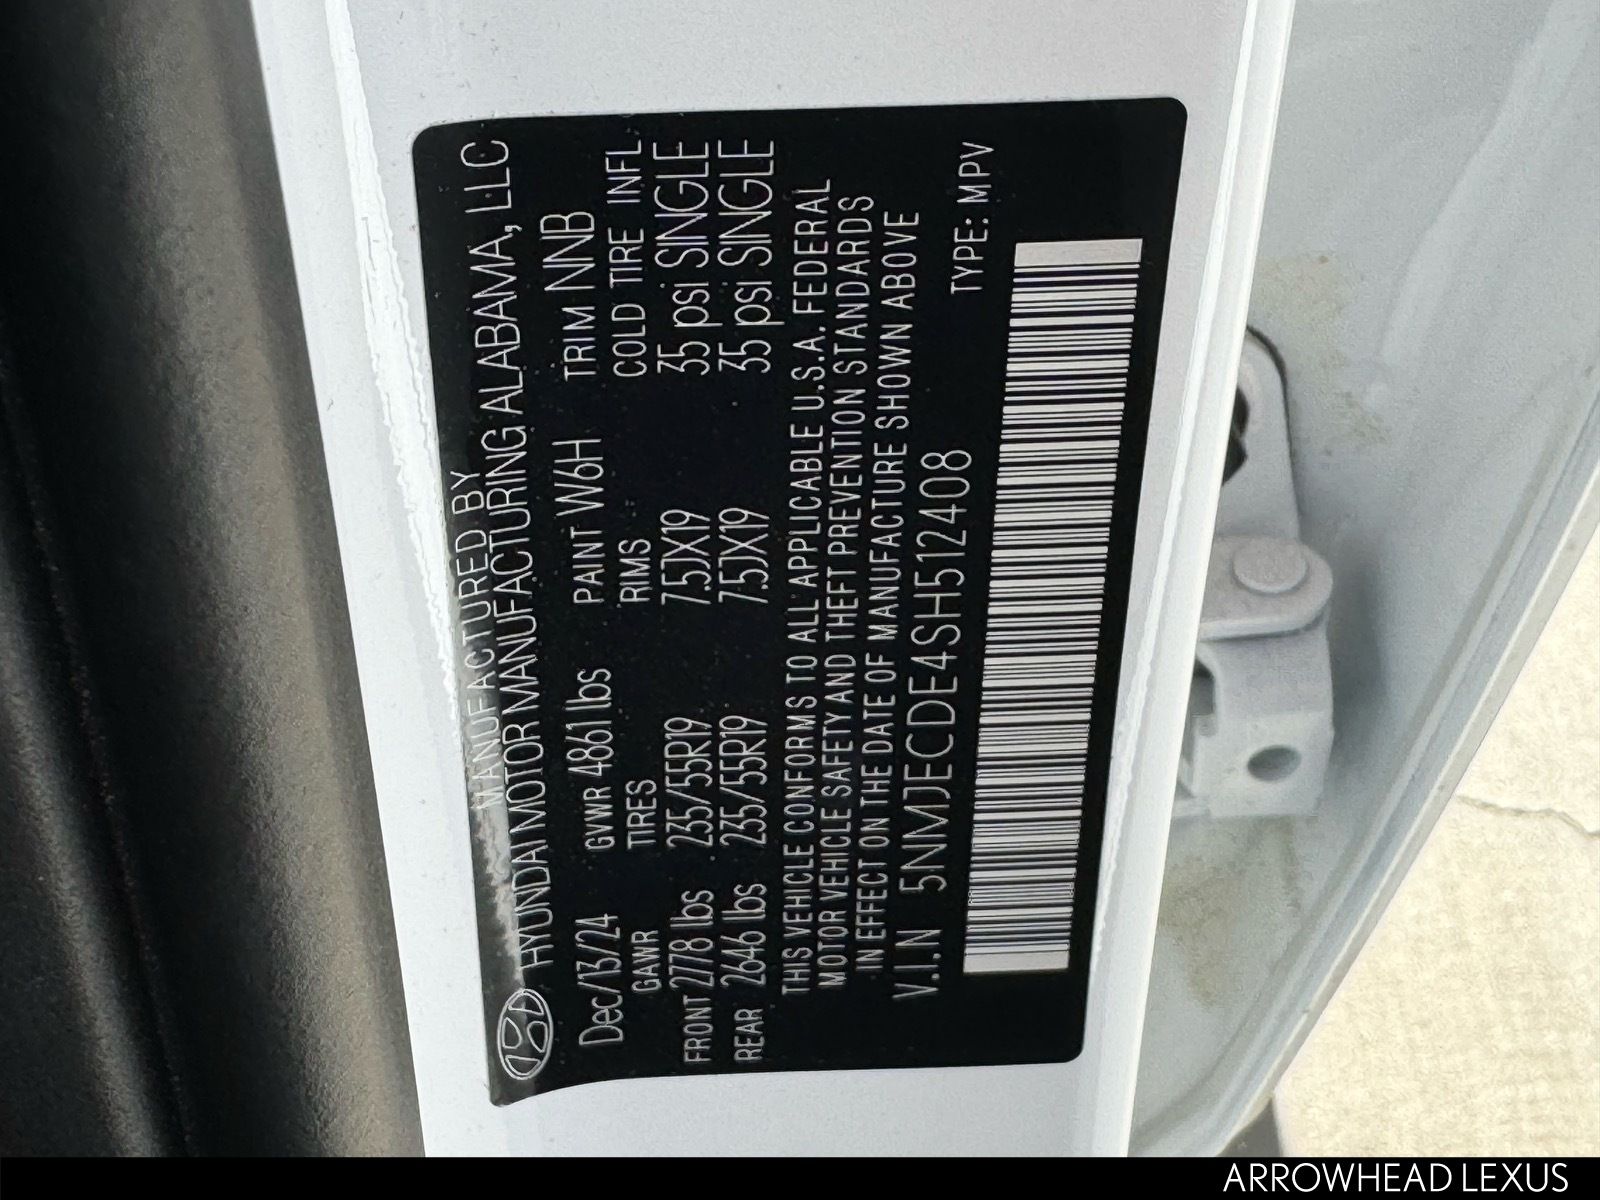 MANUFACTURED BY
HYUNDAI MOTOR MANUFACTURING ALABAMA, LLC
Dec/13/24 GVWR 4861 lbs PAINT W6H TRIM NNB
GAWR TIRES RIMS COLD TIRE INFL
FRONT 2778 lbs 235/55R19 7.5JX19 35 psi SINGLE
REAR 2646 lbs 235/55R19 7.5JX19 35 psi SINGLE
THIS VEHICLE CONFORMS TO ALL APPLICABLE U.S.A. FEDERAL
MOTOR VEHICLE SAFETY AND THEFT PREVENTION STANDARDS
IN EFFECT ON THE DATE OF MANUFACTURE SHOWN ABOVE
V.I.N 5NMJECDE4SH512408 TYPE: MPV
ARROWHEAD LEXUS